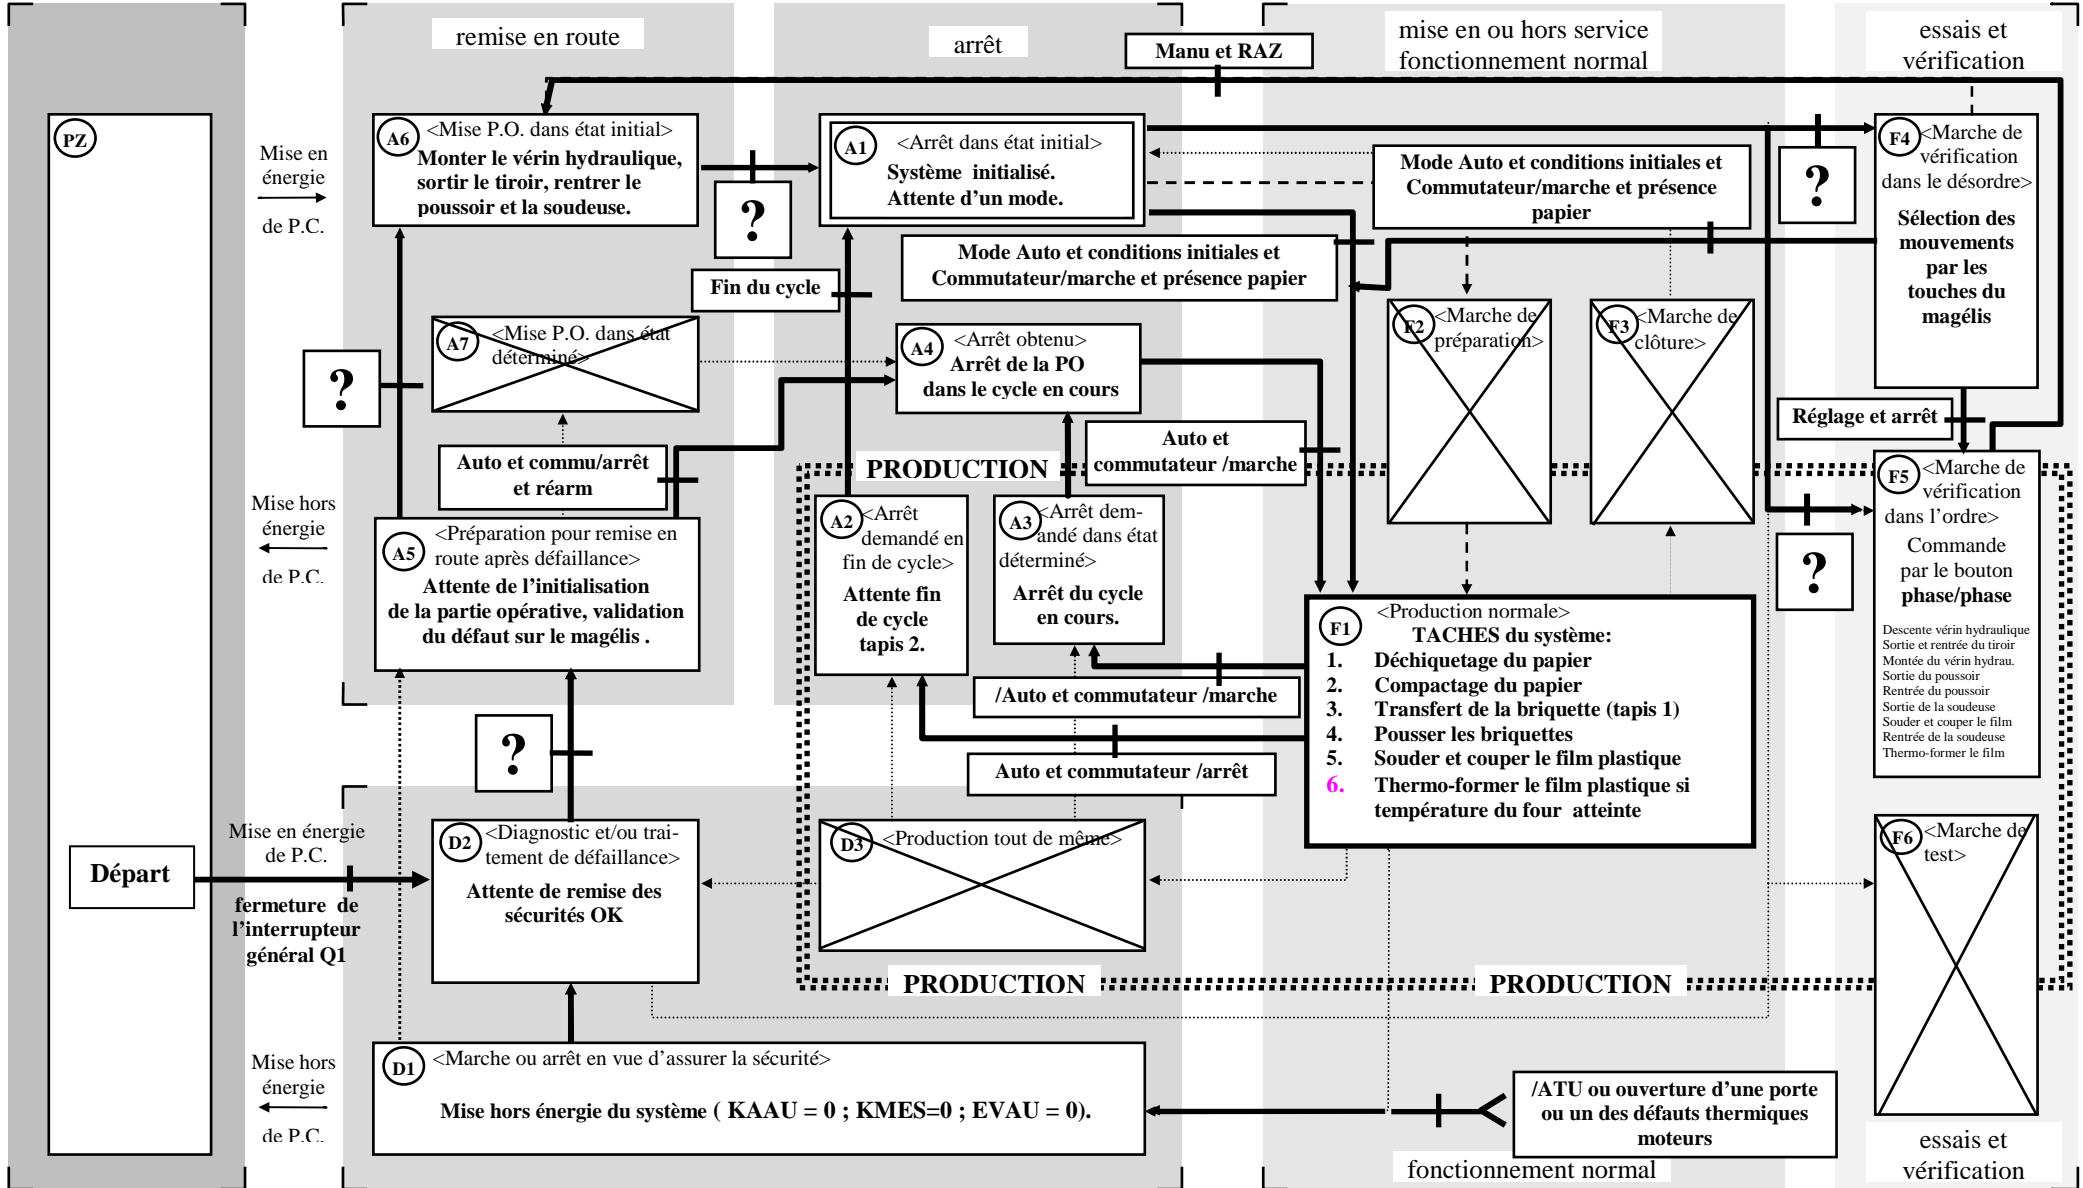 remise en route
arrêt
mise en ou hors service
fonctionnement normal
essais et
vérification
Manu et RAZ
PZ
Mise en
énergie
de P.C.
A6
<Mise P.O. dans état initial>
Monter le vérin hydraulique,
sortir le tiroir, rentrer le
poussoir et la soudeuse.
?
A1
<Arrêt dans état initial>
Système initialisé.
Attente d'un mode.
Mode Auto et conditions initiales et
Commutateur/marche et présence
papier
?
F4
<Marche de
vérification
dans le désordre>
Sélection des
mouvements
par les
touches du
magélis
Mode Auto et conditions initiales et
Commutateur/marche et présence papier
Fin du cycle
?
A7
<Mise P.O. dans état
déterminé>
A4
<Arrêt obtenu>
Arrêt de la PO
dans le cycle en cours
F2
<Marche de
préparation>
F3
<Marche de
clôture>
Réglage et arrêt
Auto et commu/arrêt
et réarm
Auto et
commutateur /marche
PRODUCTION
Mise hors
énergie
de P.C.
A5
<Préparation pour remise en
route après défaillance>
Attente de l'initialisation
de la partie opérative, validation
du défaut sur le magélis .
A2
<Arrêt
demandé en
fin de cycle>
Attente fin
de cycle
tapis 2.
A3
<Arrêt dem-
andé dans état
déterminé>
Arrêt du cycle
en cours.
?
F5
<Marche de
vérification
dans l'ordre>
Commande
par le bouton
phase/phase
Descente vérin hydraulique
Sortie et rentrée du tiroir
Montée du vérin hydrau.
Sortie du poussoir
Rentrée du poussoir
Sortie de la soudeuse
Souder et couper le film
Rentrée de la soudeuse
Thermo-former le film
F1
<Production normale>
TACHES du système:
1. Déchiquetage du papier
2. Compactage du papier
3. Transfert de la briquette (tapis 1)
4. Pousser les briquettes
5. Souder et couper le film plastique
6. Thermo-former le film plastique si
température du four atteinte
/Auto et commutateur /marche
Auto et commutateur /arrêt
?
Mise en énergie
de P.C.
Départ
fermeture de
l'interrupteur
général Q1
D2
<Diagnostic et/ou trai-
tement de défaillance>
Attente de remise des
sécurités OK
D3
<Production tout de même>
F6
<Marche de
test>
PRODUCTION
PRODUCTION
Mise hors
énergie
de P.C.
D1
<Marche ou arrêt en vue d'assurer la sécurité>
Mise hors énergie du système ( KAAU = 0 ; KMES=0 ; EVAU = 0).
/ATU ou ouverture d'une porte
ou un des défauts thermiques
moteurs
fonctionnement normal
essais et
vérification